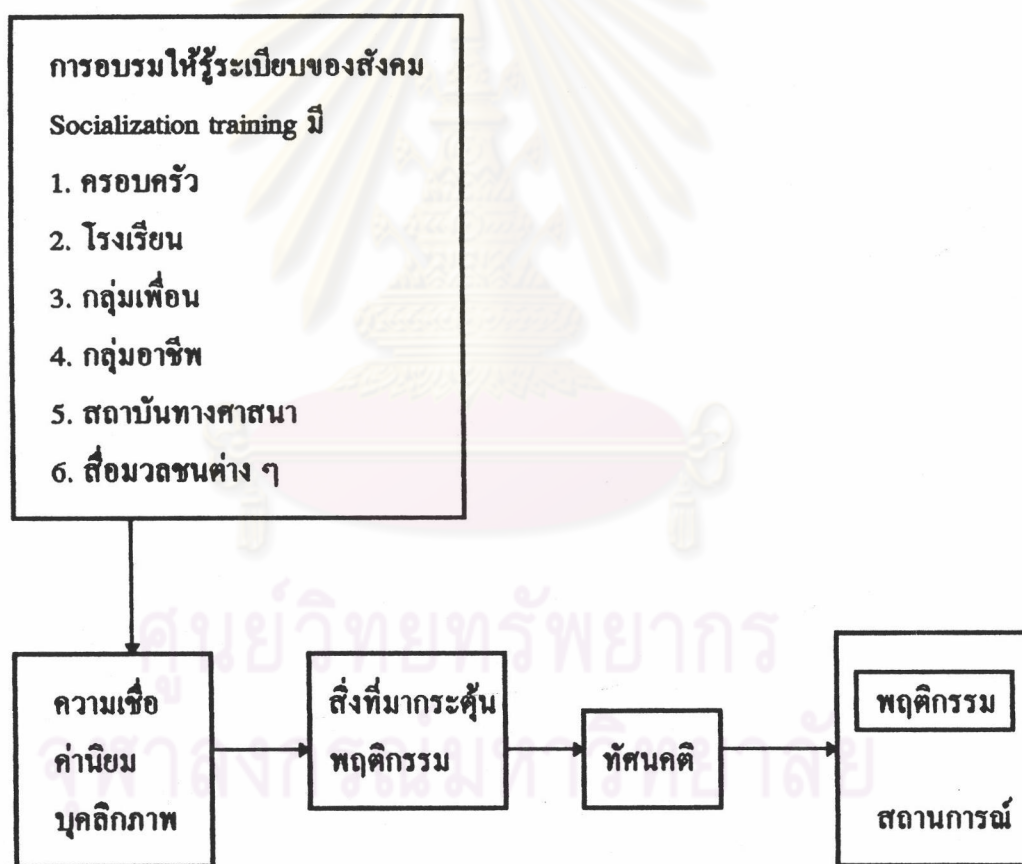 การอบรมให้รู้ระเบียบของสังคม
Socialization training มี
1. ครอบครัว
2. โรงเรียน
3. กลุ่มเพื่อน
4. กลุ่มอาชีพ
5. สถาบันทางศาสนา
6. สื่อมวลชนต่าง ๆ
ความเชื่อ
ค่านิยม
บุคลิกภาพ
สิ่งที่มากระตุ้น
พฤติกรรม
ทัศนคติ
พฤติกรรม
สถานการณ์
ศูนย์วิทยทรัพยากร
จุฬาลงกรณ์มหาวิทยาลัย